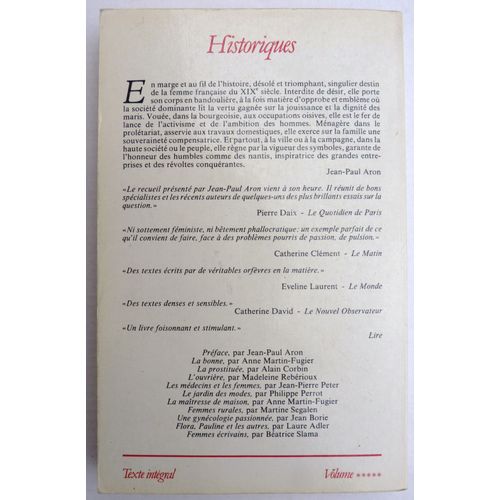 Historiques
En marge et au fil de l'histoire, désolé et triomphant, singulier destin
de la femme française du XIXe siècle. Interdite de désir, elle porte
son corps en bandoulière, à la fois matière d'opprobe et emblème où
la société dominante lit la vertu gagnée sur la jouissance et la dignité des
maris. Vouée, dans la bourgeoisie, aux occupations oisives, elle est le fer de
lance de l'activisme et de l'ambition des hommes. Ménagère dans le
prolétariat, asservie aux travaux domestiques, elle exerce sur la famille une
souveraineté compensatrice. Et partout, à la ville ou à la campagne, dans la
haute société ou le peuple, elle règne par la vigueur des symboles, garante de
l'honneur des humbles comme des nantis, inspiratrice des grandes entre-
prises et des révoltes conquérantes.
Jean-Paul Aron
«Le recueil présenté par Jean-Paul Aron vient à son heure. Il réunit de bons
spécialistes et les récents auteurs de quelques-uns des plus brillants essais sur la
question.»
Pierre Daix - Le Quotidien de Paris
«Ni sottement féministe, ni bêtement phallocratique: un exemple parfait de ce
qu'il convient de faire, face à des problèmes pourris de passion, de pulsion.»
Catherine Clément - Le Matin
«Des textes écrits par de véritables orfèvres en la matière.»
Eveline Laurent - Le Monde
«Des textes denses et sensibles.»
Catherine David - Le Nouvel Observateur
«Un livre foisonnant et stimulant.»
Lire
Préface, par Jean-Paul Aron
La bonne, par Anne Martin-Fugier
La prostituée, par Alain Corbin
L'ouvrière, par Madeleine Rebérioux
Les médecins et les femmes, par Jean-Pierre Peter
Le jardin des modes, par Philippe Perrot
La maîtresse de maison, par Anne Martin-Fugier
Femmes rurales, par Martine Segalen
Une gynécologie passionnée, par Jean Borie
Flora, Pauline et les autres, par Laure Adler
Femmes écrivains, par Béatrice Slama
Texte intégral
Volume *****